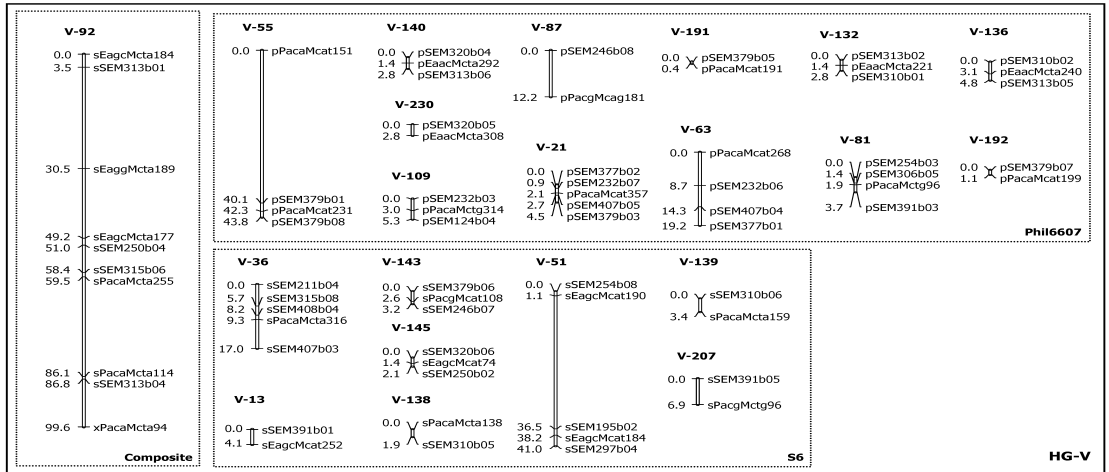 V-92
0.0 sEagcMcta184
3.5 sSEM313b01
30.5 sEaggMcta189
49.2 sEagcMcta177
51.0 sSEM250b04
58.4 sSEM315b06
59.5 sPacaMcta255
86.1 sPacaMcta114
86.8 sSEM313b04
99.6 xPacaMcta94
Composite
V-55
0.0 pPacaMcat151
40.1 pSEM379b01
42.3 pPacaMcat231
43.8 pSEM379b08
V-140
0.0 pSEM320b04
1.4 pEaacMcta292
2.8 pSEM313b06
V-230
0.0 pSEM320b05
2.8 pEaacMcta308
V-109
0.0 pSEM232b03
3.0 pPacaMctg314
5.3 pSEM124b04
V-87
0.0 pSEM246b08
12.2 pPacgMcag181
V-21
0.0 pSEM377b02
0.9 pSEM232b07
2.1 pPacaMcat357
2.7 pSEM407b05
4.5 pSEM379b03
V-191
0.0 pSEM379b05
0.4 pPacaMcat191
V-63
0.0 pPacaMcat268
8.7 pSEM232b06
14.3 pSEM407b04
19.2 pSEM377b01
V-132
0.0 pSEM313b02
1.4 pEaacMcta221
2.8 pSEM310b01
V-81
0.0 pSEM254b03
1.4 pSEM306b05
1.9 pPacaMctg96
3.7 pSEM391b03
V-136
0.0 pSEM310b02
3.1 pEaacMcta240
4.8 pSEM313b05
V-192
0.0 pSEM379b07
1.1 pPacaMcat199
Phil6607
V-36
0.0 sSEM211b04
5.7 sSEM315b08
8.2 sSEM408b04
9.3 sPacaMcta316
17.0 sSEM407b03
V-13
0.0 sSEM391b01
4.1 sEagcMcat252
V-143
0.0 sSEM379b06
2.6 sPacgMcat108
3.2 sSEM246b07
V-145
0.0 sSEM320b06
1.4 sEagcMcat74
2.1 sSEM250b02
V-138
0.0 sPacaMcta138
1.9 sSEM310b05
V-51
0.0 sSEM254b08
1.1 sEagcMcat190
36.5 sSEM195b02
38.2 sEagcMcat184
41.0 sSEM297b04
V-139
0.0 sSEM310b06
3.4 sPacaMcta159
V-207
0.0 sSEM391b05
6.9 sPacgMctg96
S6
HG-V